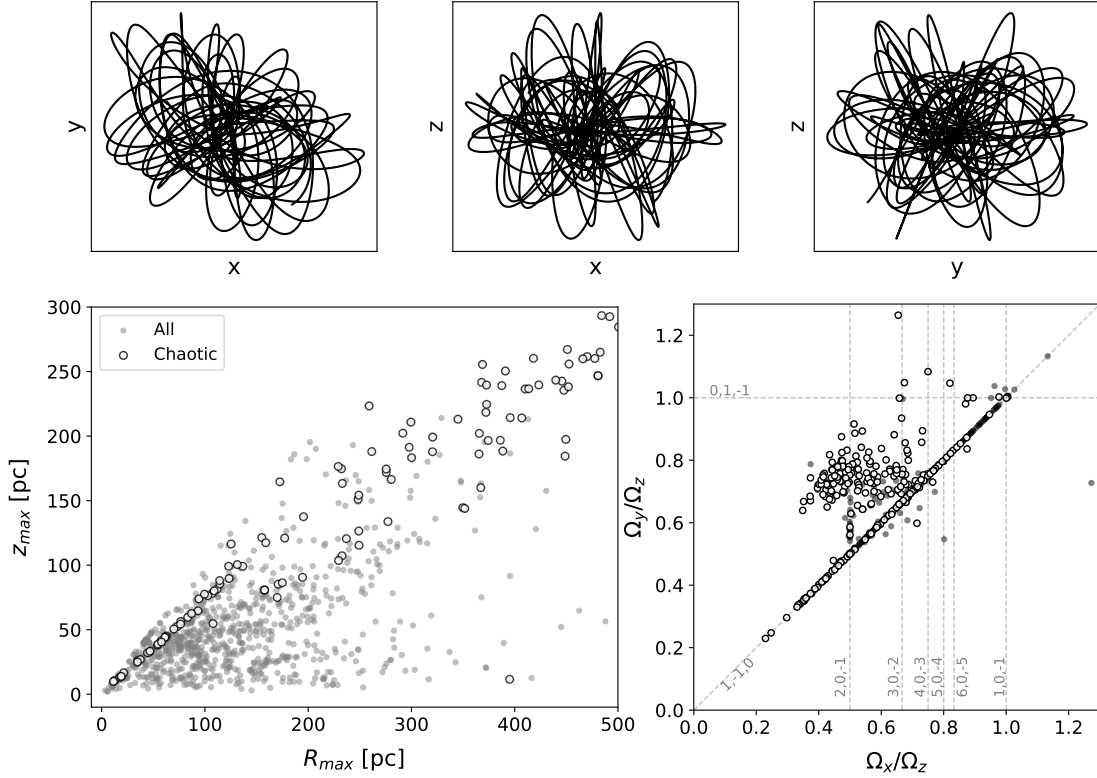 y
x
z
x
z
y
300
250
200
150
100
50
0
z_max [pc]
All
Chaotic
0
100
200
300
400
500
R_max [pc]
1.2
1.0
0.8
0.6
0.4
0.2
0.0
Ω_y/Ω_z
0,1,-1
1,-1,0
2,0,-1
3,0,-2
4,0,-3
5,0,-4
6,0,-5
1,0,-1
0.0
0.2
0.4
0.6
0.8
1.0
1.2
Ω_x/Ω_z